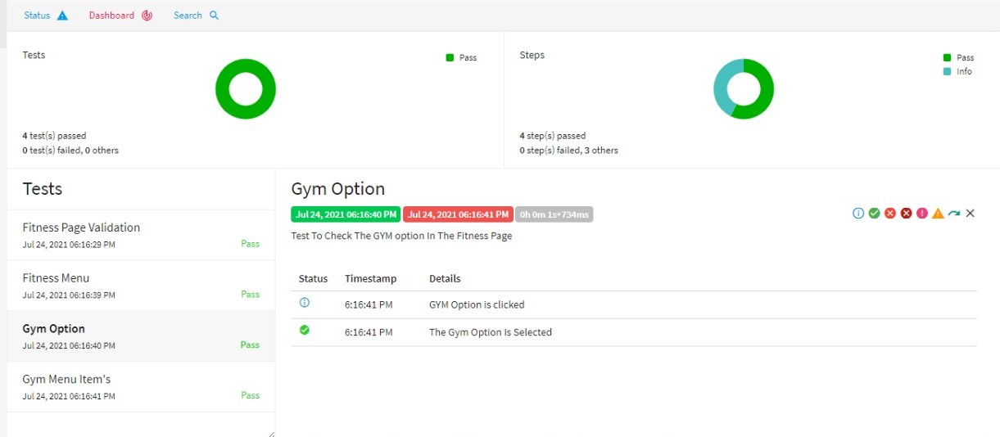 Status Dashboard Search
Tests
Pass
4 test(s) passed
0 test(s) failed, 0 others
Steps
Pass
Info
4 step(s) passed
0 step(s) failed, 3 others
Tests
Fitness Page Validation
Jul 24, 2021 06:16:29 PM Pass
Fitness Menu
Jul 24, 2021 06:16:39 PM Pass
Gym Option
Jul 24, 2021 06:16:40 PM Pass
Gym Menu Item's
Jul 24, 2021 06:16:41 PM Pass
Gym Option
Jul 24, 2021 06:16:40 PM Jul 24, 2021 06:16:41 PM 0h 0m 1s+734ms
Test To Check The GYM option In The Fitness Page
Status Timestamp Details
6:16:41 PM GYM Option is clicked
6:16:41 PM The Gym Option Is Selected